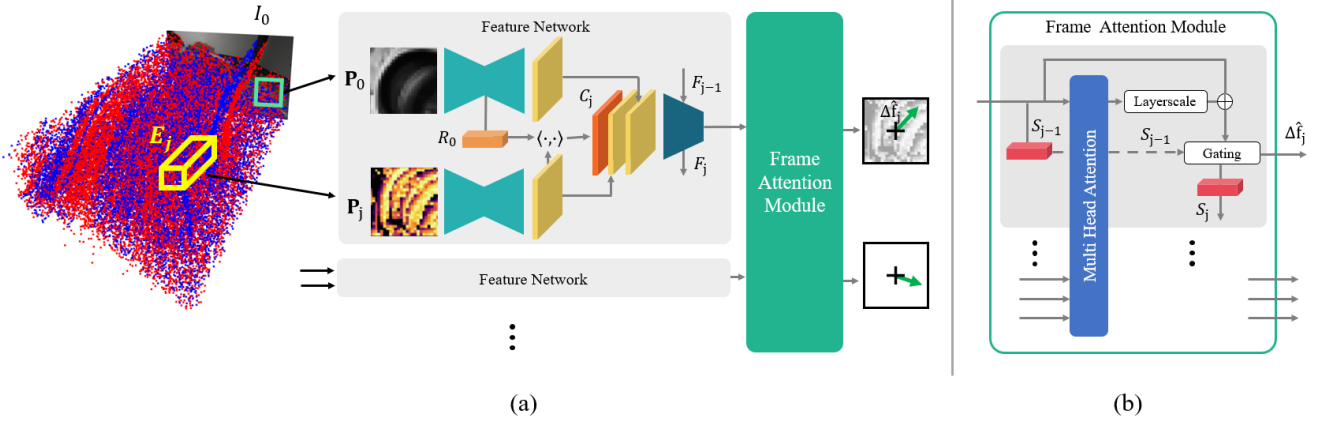 I₀
Eⱼ
Feature Network
P₀
Pⱼ
R₀
⟨·,·⟩
Cⱼ
Fⱼ₋₁
Fⱼ
Feature Network
Frame
Attention
Module
Δf̂ⱼ
(a)
Frame Attention Module
Multi Head Attention
Layerscale
Sⱼ₋₁
Sⱼ₋₁
Gating
Δf̂ⱼ
Sⱼ
(b)